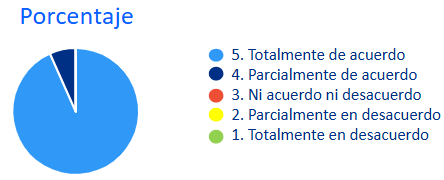 Porcentaje
5. Totalmente de acuerdo
4. Parcialmente de acuerdo
3. Ni acuerdo ni desacuerdo
2. Parcialmente en desacuerdo
1. Totalmente en desacuerdo